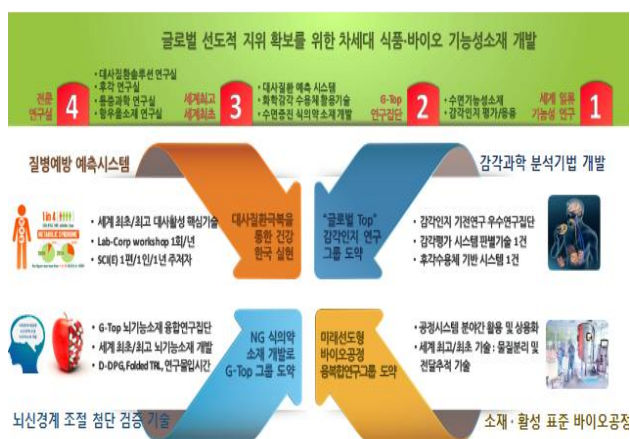 글로벌 선도적 지위 확보를 위한 차세대 식품·바이오 기능성소재 개발
전문
연구실
4
• 대사질환솔루션 연구실
• 후각 연구실
• 통증과학 연구실
• 항우울소재 연구실
세계최고
세계최초
3
• 대사질환 예측 시스템
• 화학감각 수용체 활용기술
• 수면증진 식의약 소재 개발
G-Top
연구집단
2
• 수면기능성소재
• 감각인지 평가/응용
세계 일류
기능성 연구
1
질병예방 예측시스템
감각과학 분석기법 개발
1 in 4
METABOLIC SYNDROME
• 세계 최초/최고 대사활성 핵심기술
• Lab-Corp workshop 1회/년
• SCI(E) 1편/1인/1년 주저자
대사질환극복을
통한 건강
한국 실현
"글로벌 Top"
감각인지 연구
그룹 도약
• 감각인지 기전연구 우수연구집단
• 감각평가 시스템 판별기술 1건
• 후각수용체 기반 시스템 1건
• G-Top 뇌기능소재 융합연구집단
• 세계 최초/최고 뇌기능소재 개발
• D-DPG, Folded TRL, 연구몰입시간
NG 식의약
소재 개발로
G-Top 그룹 도약
미래선도형
바이오공정
융복합연구그룹 도약
• 공정시스템 분야간 활용 및 상용화
• 세계 최고/최초 기술 : 물질분리 및
전달추적 기술
뇌신경계 조절 첨단 검증 기술
소재·활성 표준 바이오공정